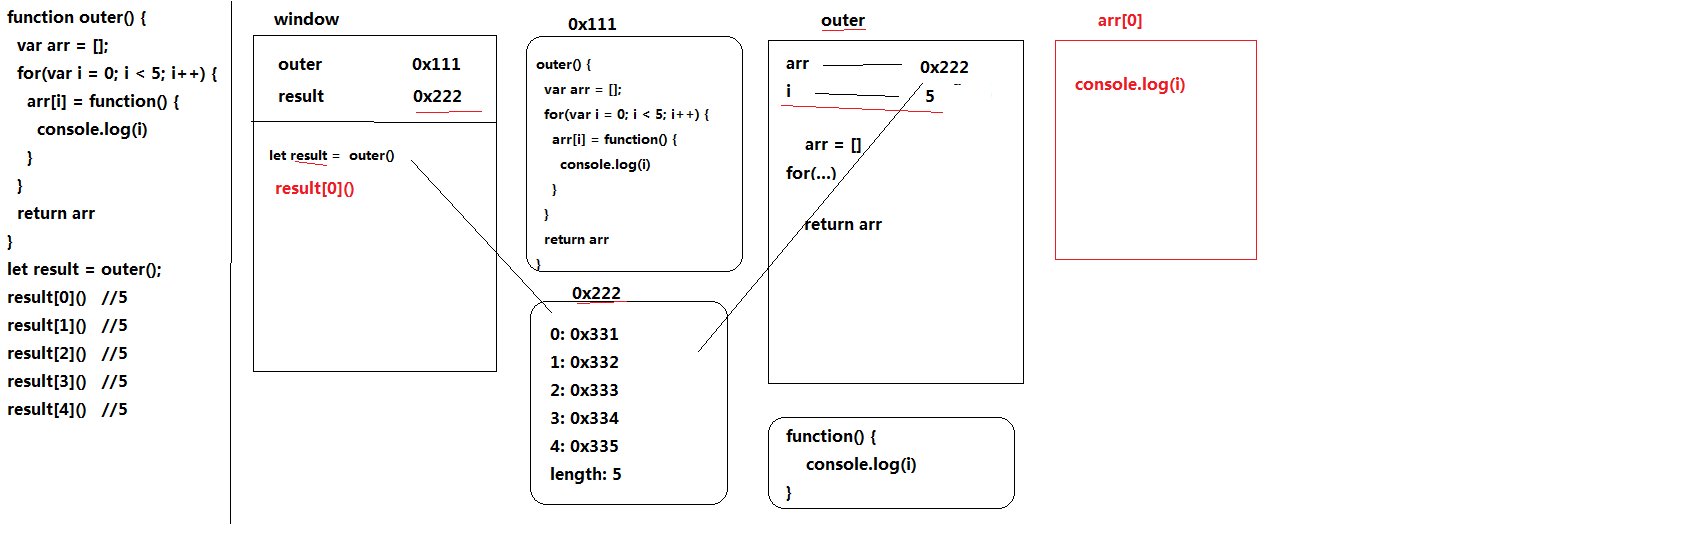 function outer() {
var arr = [];
for(var i = 0; i < 5; i++) {
arr[i] = function() {
console.log(i)
}
}
return arr
}
let result = outer();
result[0]() //5
result[1]() //5
result[2]() //5
result[3]() //5
result[4]() //5
window
outer 0x111
result 0x222
let result = outer()
result[0]()
0x111
outer() {
var arr = [];
for(var i = 0; i < 5; i++) {
arr[i] = function() {
console.log(i)
}
}
return arr
}
0x222
0: 0x331
1: 0x332
2: 0x333
3: 0x334
4: 0x335
length: 5
outer
arr 0x222
i 5
arr = []
for(...)
return arr
function() {
console.log(i)
}
arr[0]
console.log(i)